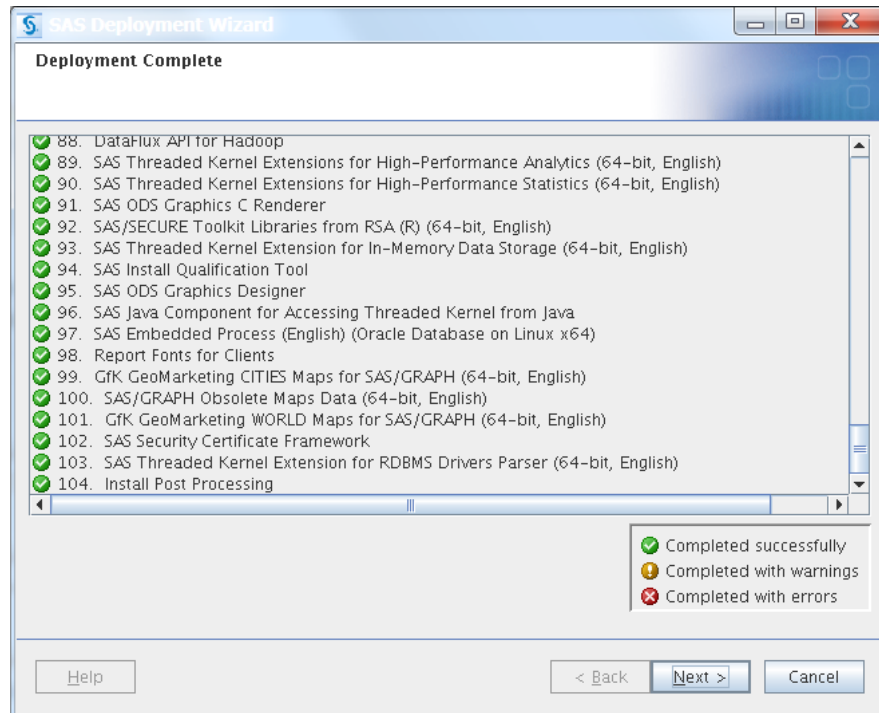 SAS Deployment Wizard
Deployment Complete
88. DataFlux API for Hadoop
89. SAS Threaded Kernel Extensions for High-Performance Analytics (64-bit, English)
90. SAS Threaded Kernel Extensions for High-Performance Statistics (64-bit, English)
91. SAS ODS Graphics C Renderer
92. SAS/SECURE Toolkit Libraries from RSA (R) (64-bit, English)
93. SAS Threaded Kernel Extension for In-Memory Data Storage (64-bit, English)
94. SAS Install Qualification Tool
95. SAS ODS Graphics Designer
96. SAS Java Component for Accessing Threaded Kernel from Java
97. SAS Embedded Process (English) (Oracle Database on Linux x64)
98. Report Fonts for Clients
99. GfK GeoMarketing CITIES Maps for SAS/GRAPH (64-bit, English)
100. SAS/GRAPH Obsolete Maps Data (64-bit, English)
101. GfK GeoMarketing WORLD Maps for SAS/GRAPH (64-bit, English)
102. SAS Security Certificate Framework
103. SAS Threaded Kernel Extension for RDBMS Drivers Parser (64-bit, English)
104. Install Post Processing
Completed successfully
Completed with warnings
Completed with errors
Help
< Back
Next >
Cancel